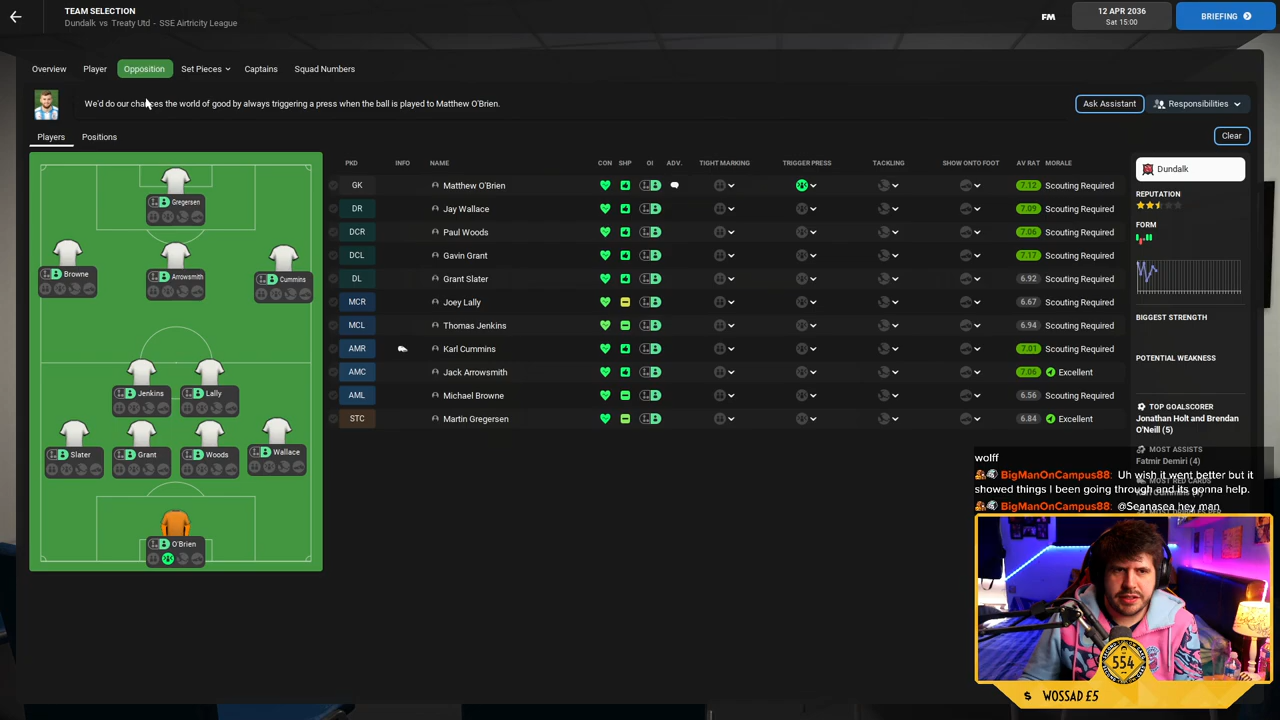 TEAM SELECTION
Dundalk vs Treaty Utd - SSE Airtricity League
FM
12 APR 2036
Sat 15:00
BRIEFING
Overview
Player
Opposition
Set Pieces
Captains
Squad Numbers
We'd do our chances the world of good by always triggering a press when the ball is played to Matthew O'Brien.
Ask Assistant
Responsibilities
Players
Positions
Clear
Gregersen
Browne
Arrowsmith
Cummins
Jenkins
Lally
Slater
Grant
Woods
Wallace
O'Brien
PKD INFO NAME CON SHP OI ADV. TIGHT MARKING TRIGGER PRESS TACKLING SHOW ONTO FOOT AV RAT MORALE
GK Matthew O'Brien 7.12 Scouting Required
DR Jay Wallace 7.09 Scouting Required
DCR Paul Woods 7.06 Scouting Required
DCL Gavin Grant 7.17 Scouting Required
DL Grant Slater 6.92 Scouting Required
MCR Joey Lally 6.67 Scouting Required
MCL Thomas Jenkins 6.94 Scouting Required
AMR Karl Cummins 7.01 Scouting Required
AMC Jack Arrowsmith 7.06 Excellent
AML Michael Browne 6.56 Scouting Required
STC Martin Gregersen 6.84 Excellent
Dundalk
REPUTATION
FORM
BIGGEST STRENGTH
POTENTIAL WEAKNESS
TOP GOALSCORER
Jonathan Holt and Brendan
O'Neill (5)
MOST ASSISTS
Fatmir Demiri (4)
MOST RED CARDS
wolff
BigManOnCampus88: Uh wish it went better but it
showed things I been going through and its gonna help.
BigManOnCampus88: @Seanasea hey man
554
$ WOSSAD £5